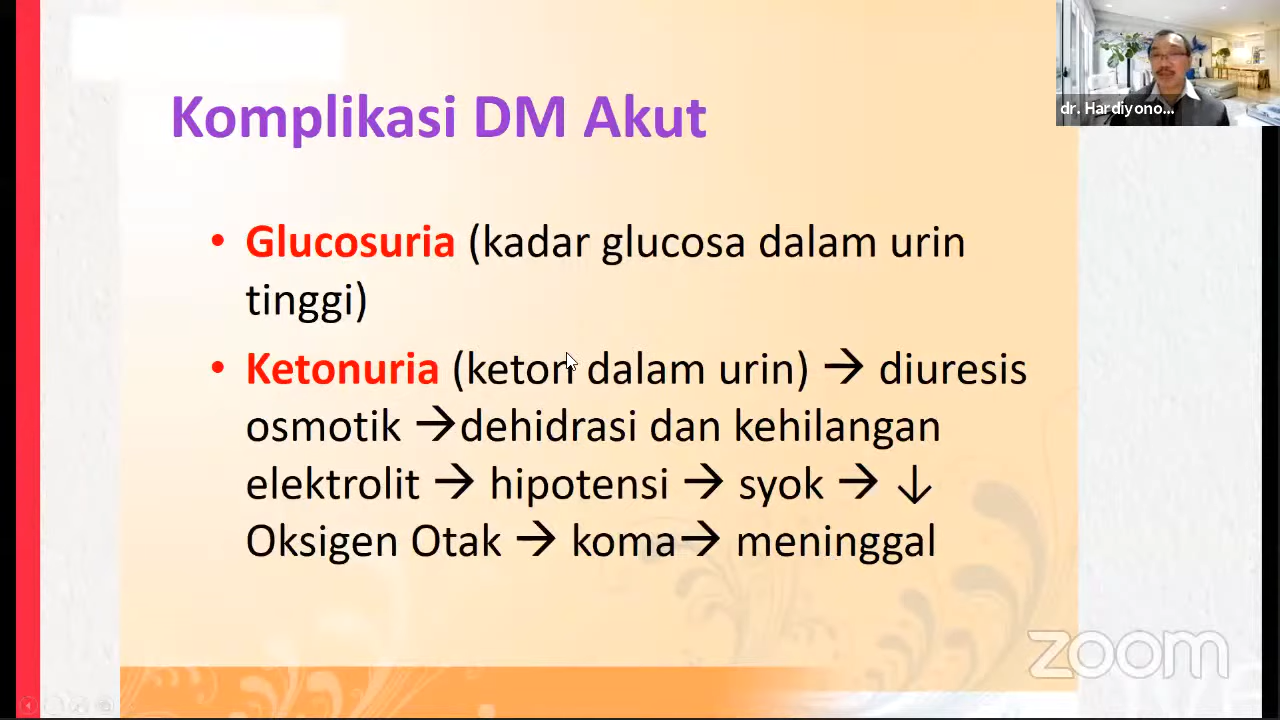 Komplikasi DM Akut
dr. Hardiyono...
• Glucosuria (kadar glucosa dalam urin
tinggi)
• Ketonuria (keton dalam urin) → diuresis
osmotik →dehidrasi dan kehilangan
elektrolit → hipotensi → syok → ↓
Oksigen Otak → koma→ meninggal
zoom